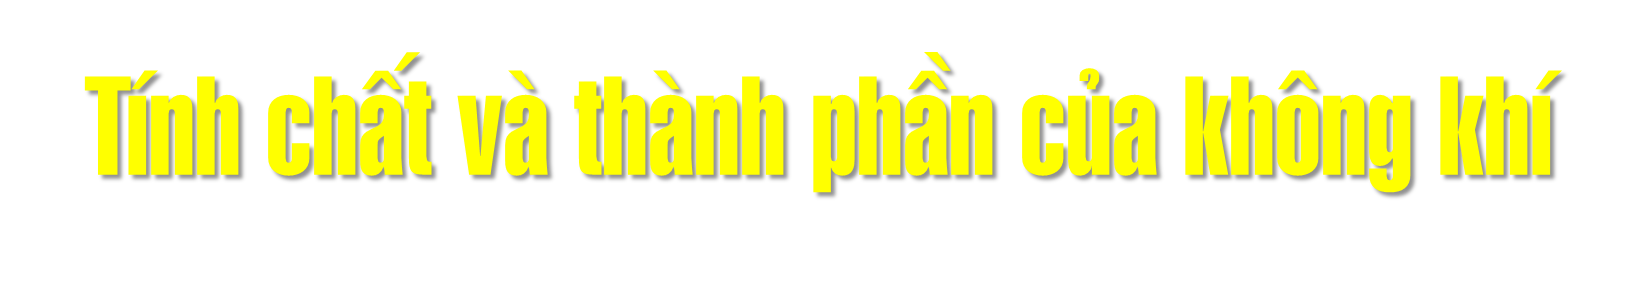 Tính chất và thành phần của không khí